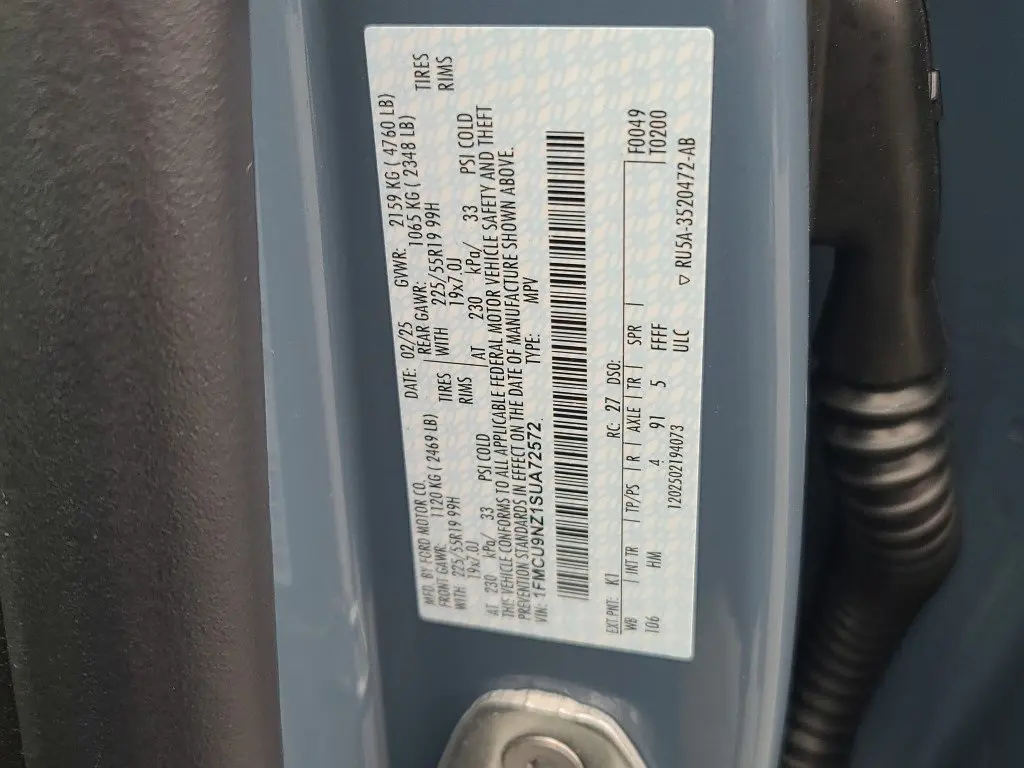 MFD. BY FORD MOTOR CO.
DATE: 02/25 GVWR: 2159 KG ( 4760 LB)
FRONT GAWR: 1120 KG ( 2469 LB)
REAR GAWR: 1065 KG ( 2348 LB)
WITH 225/55R19 99H TIRES
WITH 225/55R19 99H TIRES
19x7.0J RIMS
19x7.0J RIMS
AT 230 kPa/ 33 PSI COLD
AT 230 kPa/ 33 PSI COLD
THIS VEHICLE CONFORMS TO ALL APPLICABLE FEDERAL MOTOR VEHICLE SAFETY AND THEFT
PREVENTION STANDARDS IN EFFECT ON THE DATE OF MANUFACTURE SHOWN ABOVE.
VIN: 1FMCU9NZ1SUA72572 TYPE: MPV
EXT. PNT: K1 RC: 27 DSO: F0049
WB INT TR TP/PS R AXLE TR SPR T0200
106 HM 4 91 5 FFF
1202502194073 ULC
▽ RU5A-3520472-AB